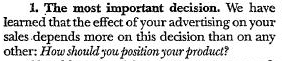 1. The most important decision. We have
learned that the effect of your advertising on your
sales depends more on this decision than on any
other: How should you position your product?